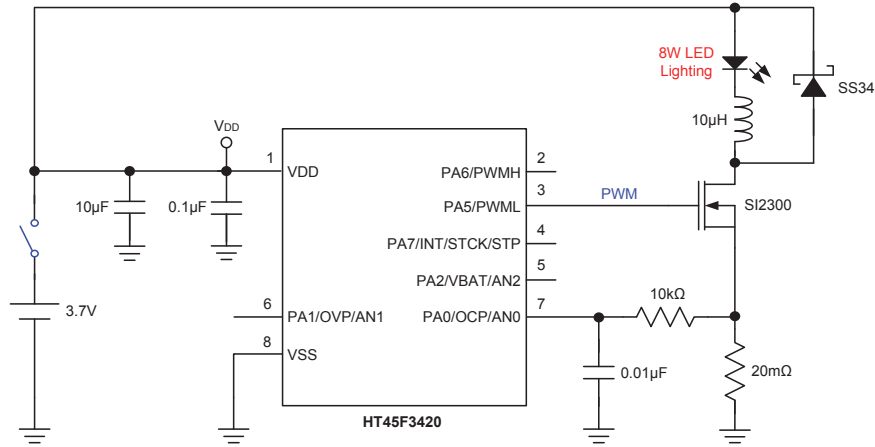 8W LED
Lighting
SS34
10μH
VDD
1
VDD
PA6/PWMH
2
10μF
0.1μF
PA5/PWML
3
PWM
SI2300
PA7/INT/STCK/STP
4
PA2/VBAT/AN2
5
3.7V
6
PA1/OVP/AN1
PA0/OCP/AN0
7
10kΩ
8
VSS
0.01μF
20mΩ
HT45F3420